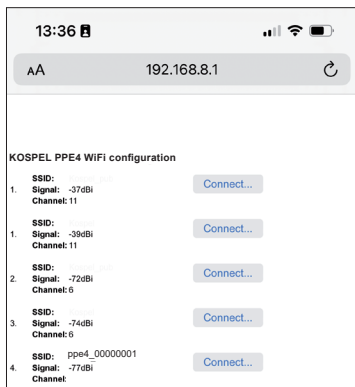 13:36
AA 192.168.8.1
KOSPEL PPE4 WiFi configuration
SSID:
1. Signal: -37dBi Connect...
Channel: 11
SSID:
1. Signal: -39dBi Connect...
Channel: 11
SSID:
2. Signal: -72dBi Connect...
Channel: 6
SSID:
3. Signal: -74dBi Connect...
Channel: 6
SSID: ppe4_00000001
4. Signal: -77dBi Connect...
Channel: